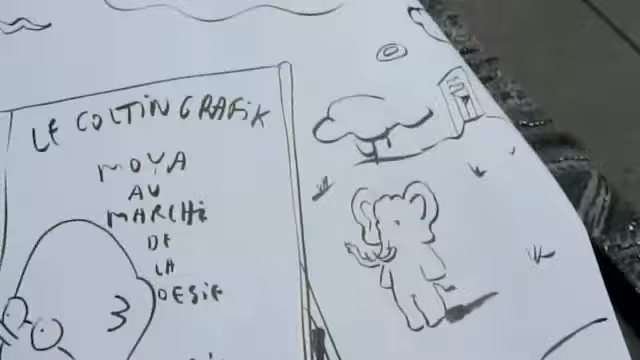 LE COLTIN GRAFIK
MOYA
AU
MARCHé
DE
LA
POESIE
3